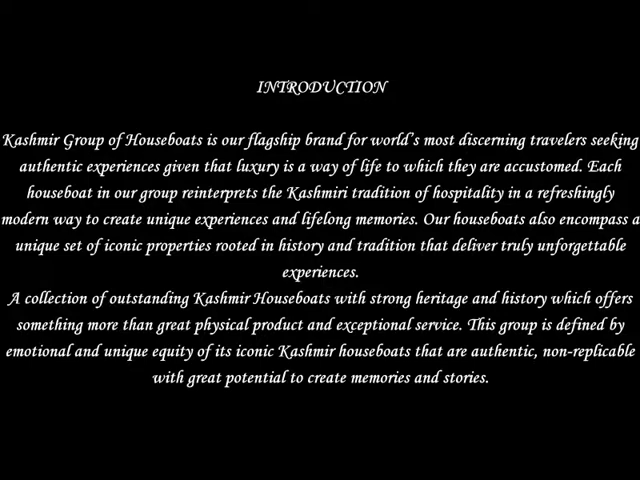 INTRODUCTION
Kashmir Group of Houseboats is our flagship brand for world's most discerning travelers seeking
authentic experiences given that luxury is a way of life to which they are accustomed. Each
houseboat in our group reinterprets the Kashmiri tradition of hospitality in a refreshingly
modern way to create unique experiences and lifelong memories. Our houseboats also encompass a
unique set of iconic properties rooted in history and tradition that deliver truly unforgettable
experiences.
A collection of outstanding Kashmir Houseboats with strong heritage and history which offers
something more than great physical product and exceptional service. This group is defined by
emotional and unique equity of its iconic Kashmir houseboats that are authentic, non-replicable
with great potential to create memories and stories.